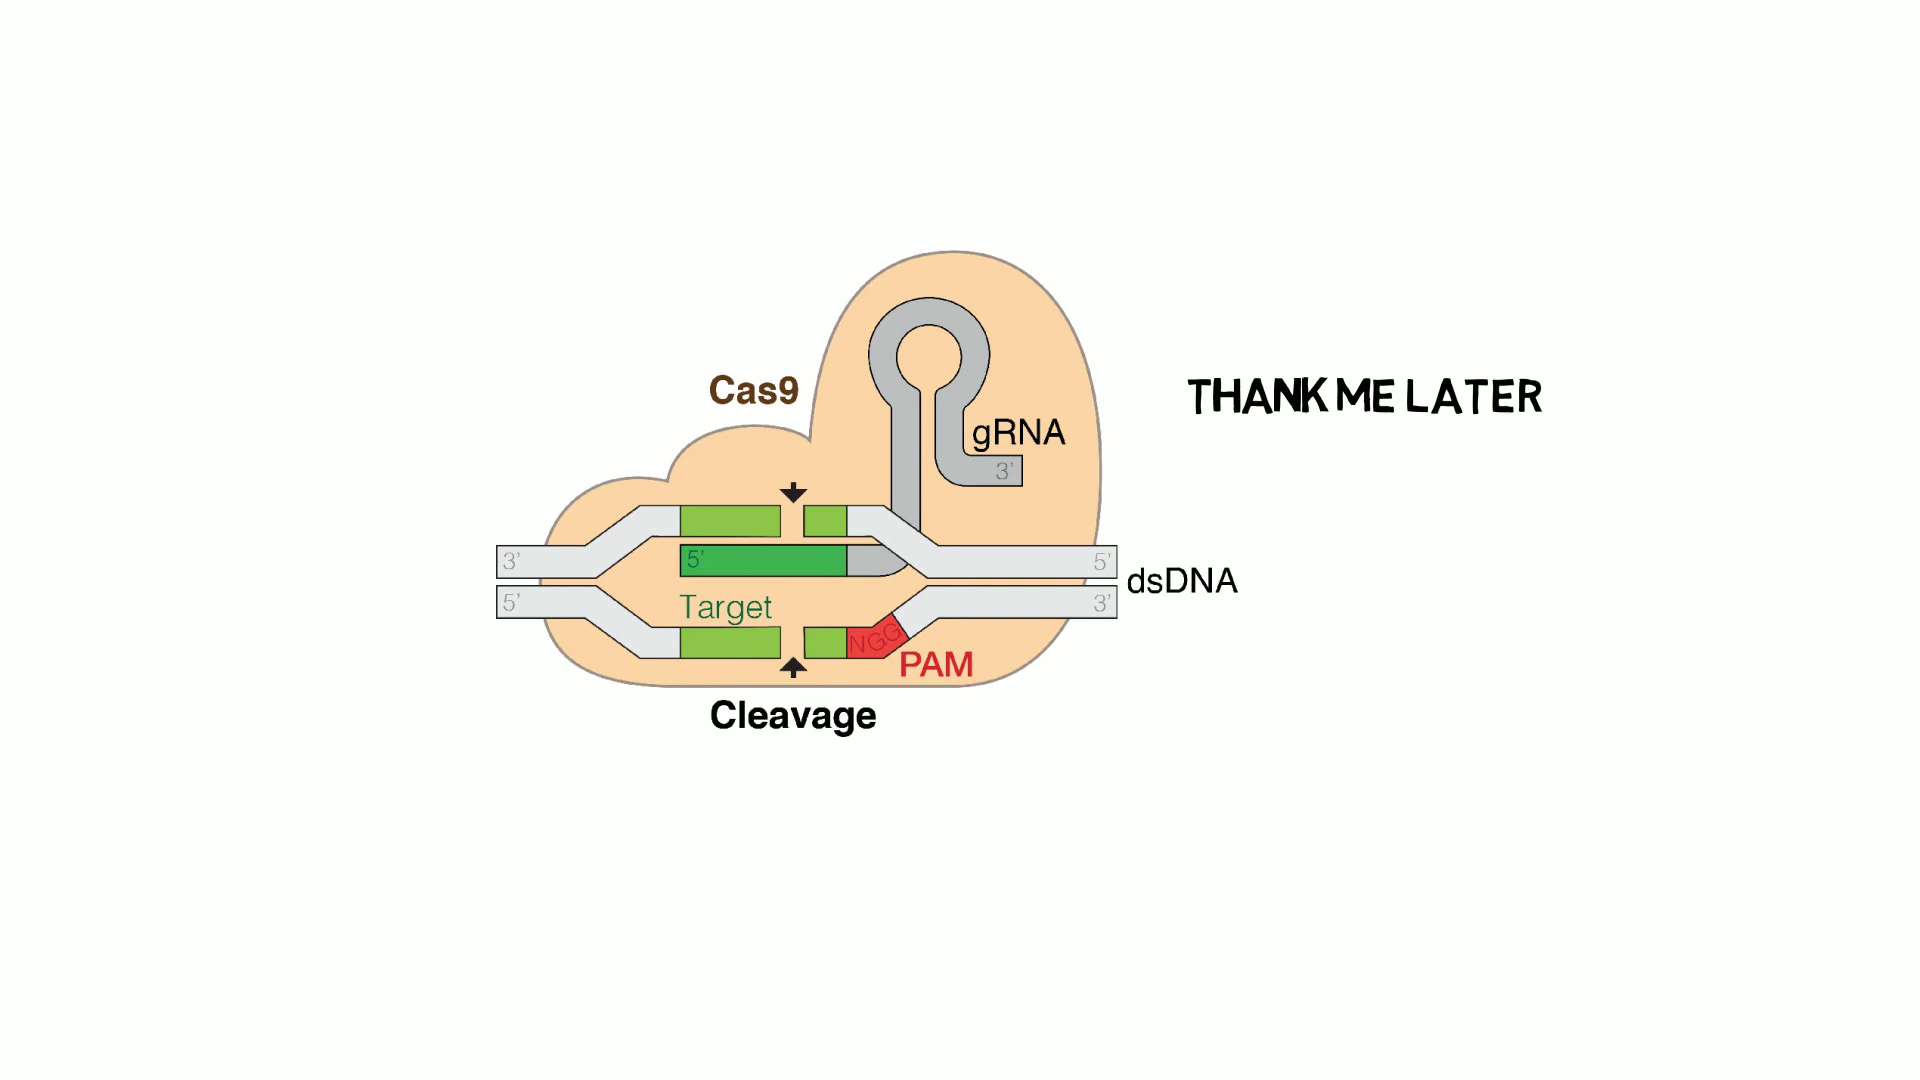 Cas9
THANK ME LATER
gRNA
3'
3'
5'
5'
dsDNA
5'
3'
Target
NGG
PAM
Cleavage